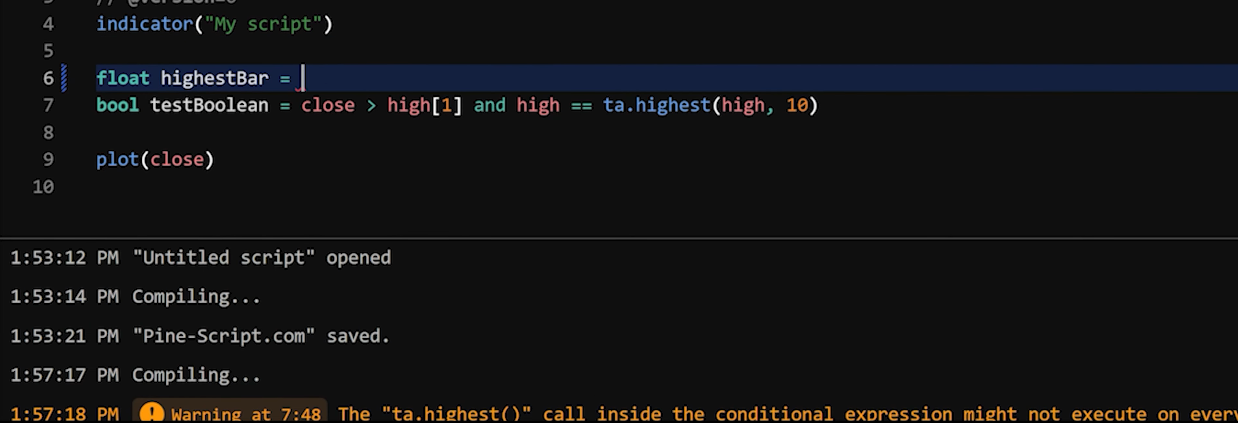 4 indicator("My script")
5
6 float highestBar =
7 bool testBoolean = close > high[1] and high == ta.highest(high, 10)
8
9 plot(close)
10
1:53:12 PM "Untitled script" opened
1:53:14 PM Compiling...
1:53:21 PM "Pine-Script.com" saved.
1:57:17 PM Compiling...
1:57:18 PM ! Warning at 7:48 The "ta.highest()" call inside the conditional expression might not execute on every